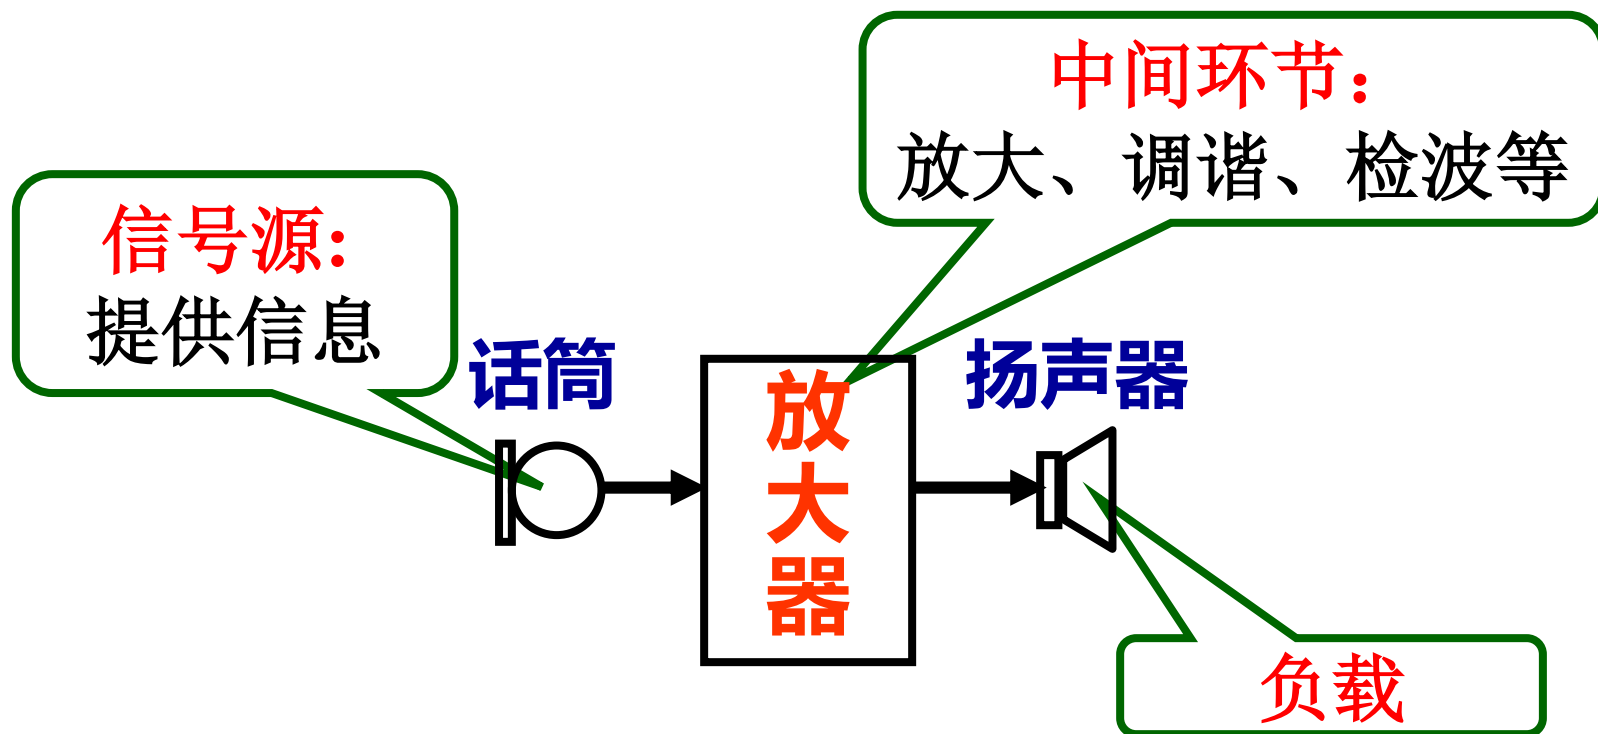 中间环节:
放大、调谐、检波等
信号源:
提供信息
话筒
放大器
扬声器
负载